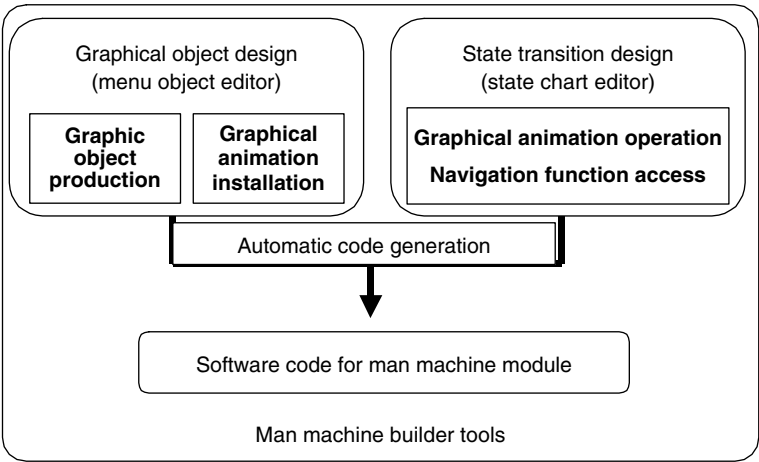 Graphical object design
(menu object editor)
Graphic
object
production
Graphical
animation
installation
State transition design
(state chart editor)
Graphical animation operation
Navigation function access
Automatic code generation
Software code for man machine module
Man machine builder tools